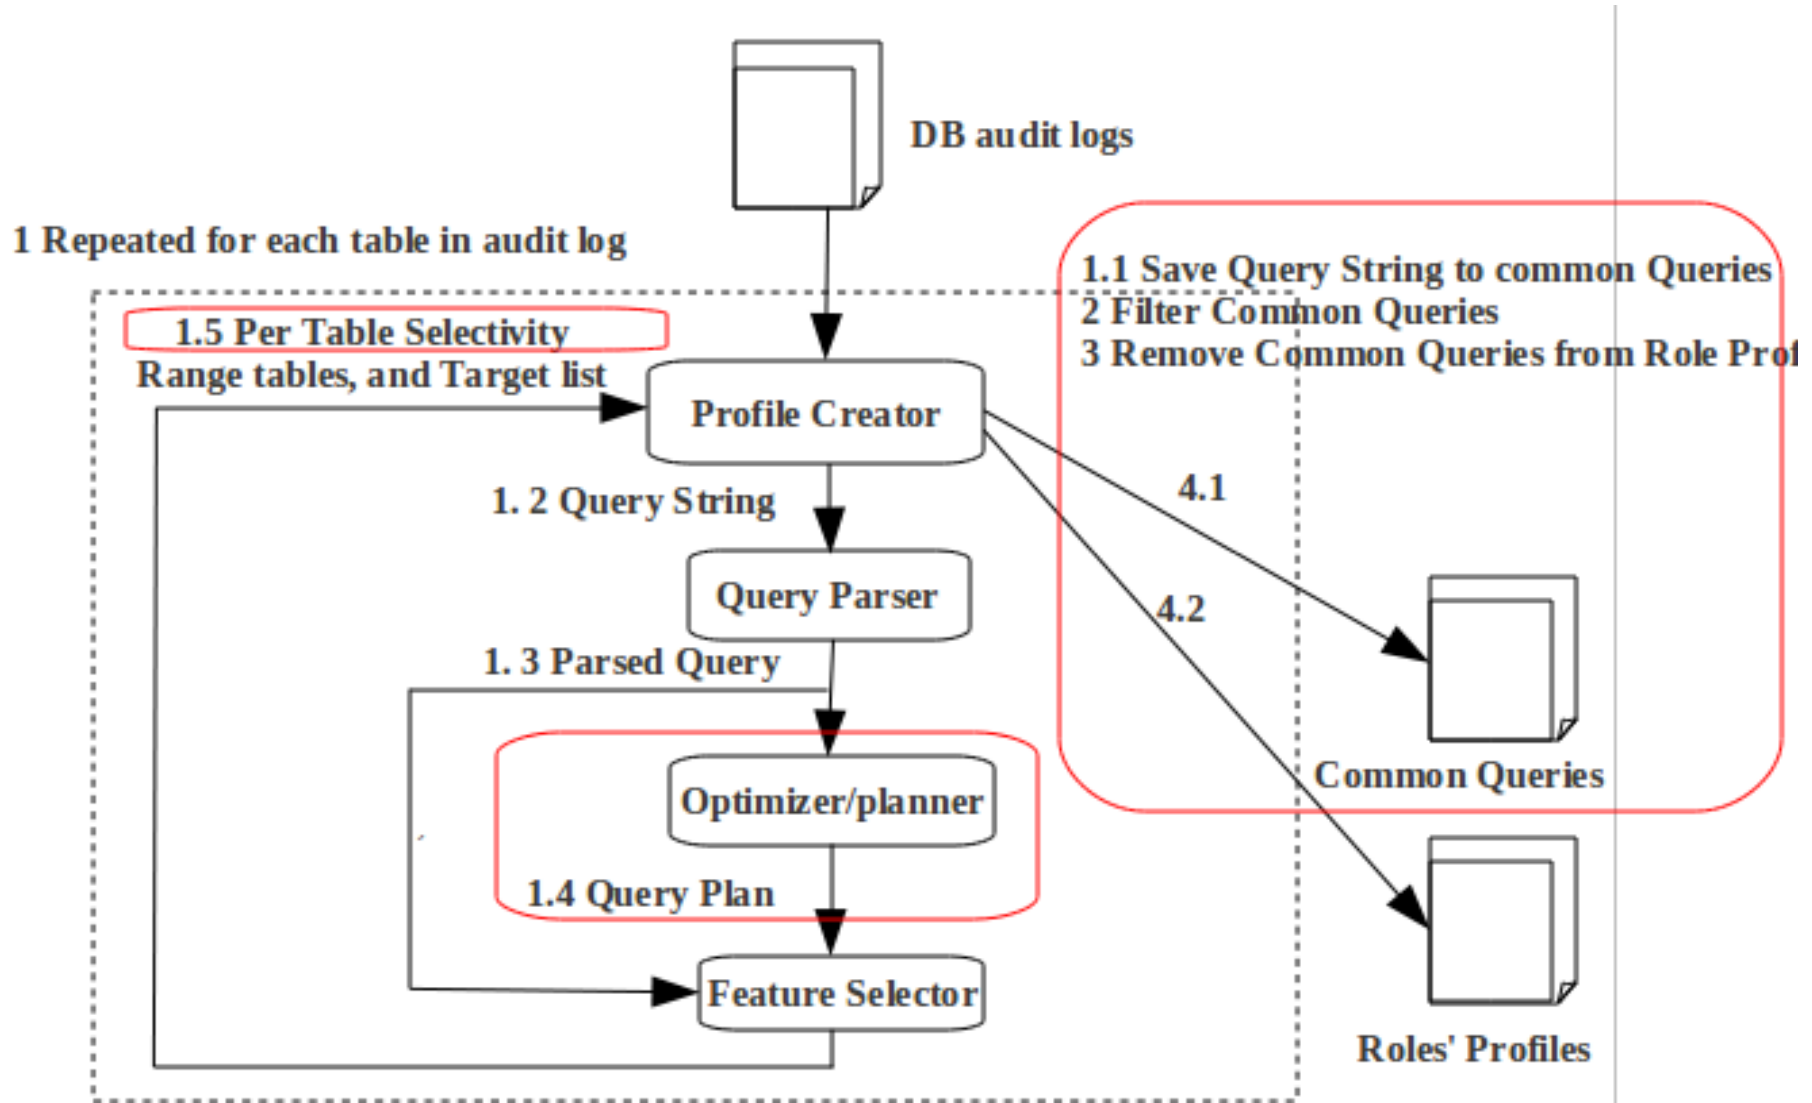 DB audit logs
1 Repeated for each table in audit log
1.1 Save Query String to common Queries
2 Filter Common Queries
3 Remove Common Queries from Role Prof
1.5 Per Table Selectivity
Range tables, and Target list
Profile Creator
1. 2 Query String
4.1
Query Parser
4.2
1. 3 Parsed Query
Optimizer/planner
Common Queries
1.4 Query Plan
Feature Selector
Roles' Profiles